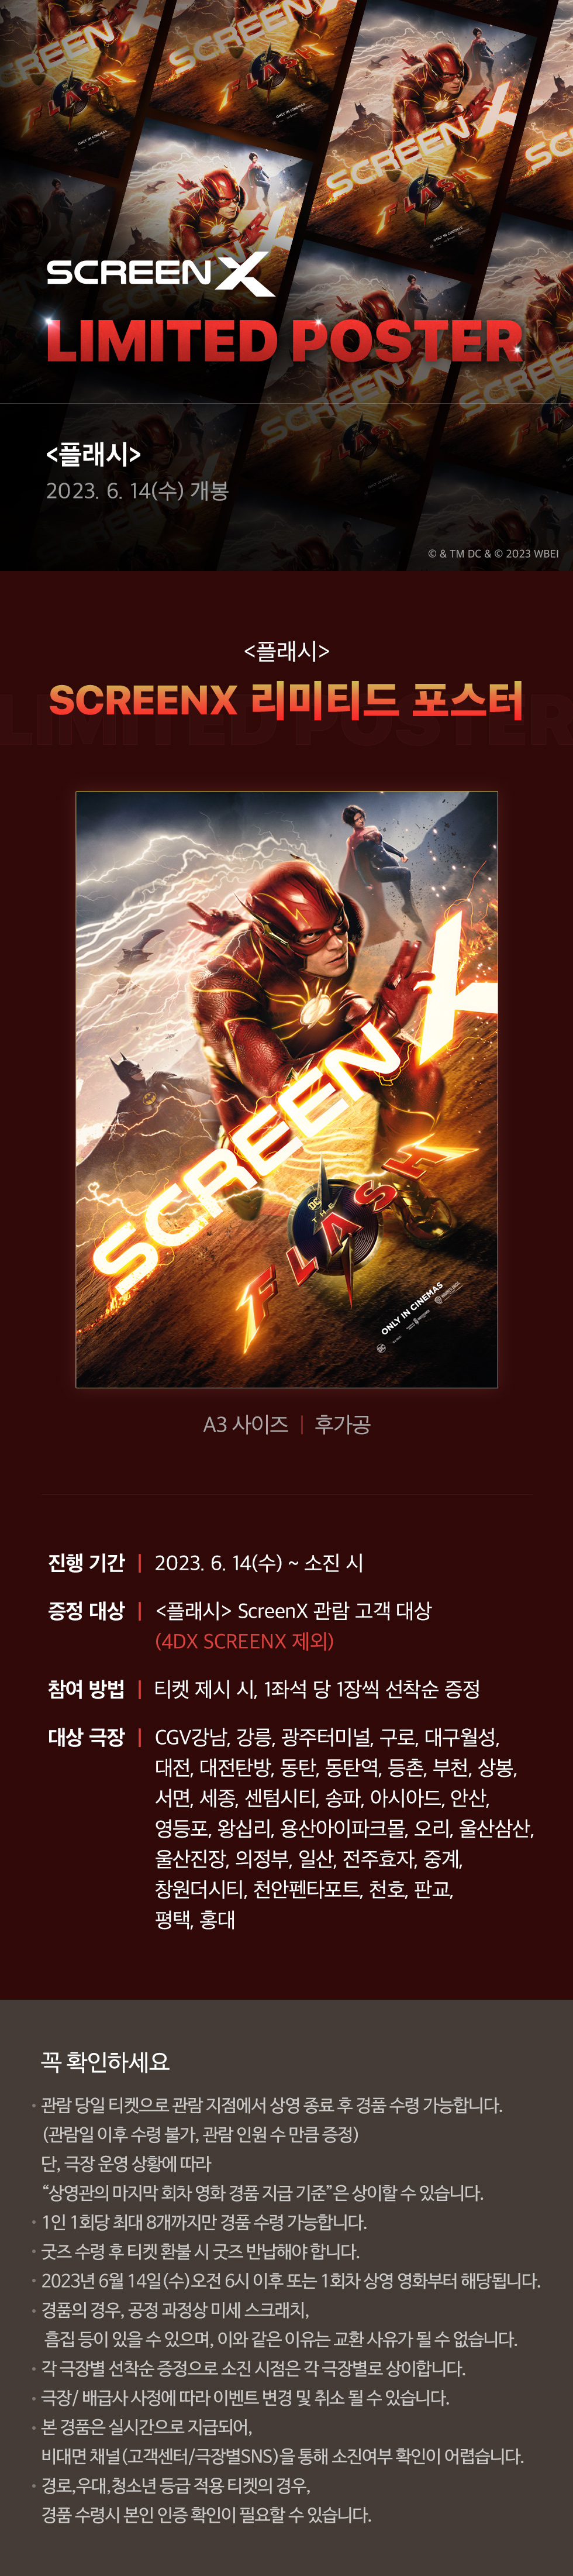 SCREENX
LIMITED POSTER
<플래시>
2023. 6. 14(수) 개봉
© & TM DC & © 2023 WBEI
<플래시>
SCREENX 리미티드 포스터
LIMITED POSTER
SCREENX
DC
THE
FLASH
ONLY IN CINEMAS
A3 사이즈 | 후가공
진행 기간 | 2023. 6. 14(수) ~ 소진 시
증정 대상 | <플래시> ScreenX 관람 고객 대상
(4DX SCREENX 제외)
참여 방법 | 티켓 제시 시, 1좌석 당 1장씩 선착순 증정
대상 극장 | CGV강남, 강릉, 광주터미널, 구로, 대구월성,
대전, 대전탄방, 동탄, 동탄역, 등촌, 부천, 상봉,
서면, 세종, 센텀시티, 송파, 아시아드, 안산,
영등포, 왕십리, 용산아이파크몰, 오리, 울산삼산,
울산진장, 의정부, 일산, 전주효자, 중계,
창원더시티, 천안펜타포트, 천호, 판교,
평택, 홍대
꼭 확인하세요
• 관람 당일 티켓으로 관람 지점에서 상영 종료 후 경품 수령 가능합니다.
(관람일 이후 수령 불가, 관람 인원 수 만큼 증정)
단, 극장 운영 상황에 따라
“상영관의 마지막 회차 영화 경품 지급 기준”은 상이할 수 있습니다.
• 1인 1회당 최대 8개까지만 경품 수령 가능합니다.
• 굿즈 수령 후 티켓 환불 시 굿즈 반납해야 합니다.
• 2023년 6월 14일(수)오전 6시 이후 또는 1회차 상영 영화부터 해당됩니다.
• 경품의 경우, 공정 과정상 미세 스크래치,
흠집 등이 있을 수 있으며, 이와 같은 이유는 교환 사유가 될 수 없습니다.
• 각 극장별 선착순 증정으로 소진 시점은 각 극장별로 상이합니다.
• 극장/ 배급사 사정에 따라 이벤트 변경 및 취소 될 수 있습니다.
• 본 경품은 실시간으로 지급되어,
비대면 채널(고객센터/극장별SNS)을 통해 소진여부 확인이 어렵습니다.
• 경로,우대,청소년 등급 적용 티켓의 경우,
경품 수령시 본인 인증 확인이 필요할 수 있습니다.